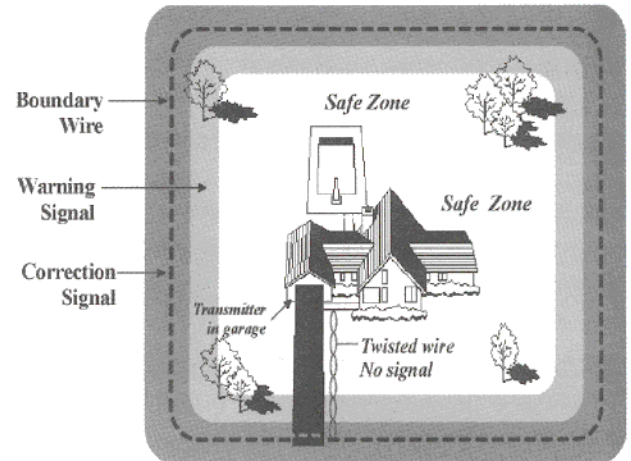 Safe Zone
Boundary
Wire
Warning
Signal
Safe Zone
Correction
Signal
Transmitter
in garage
Twisted wire
No signal